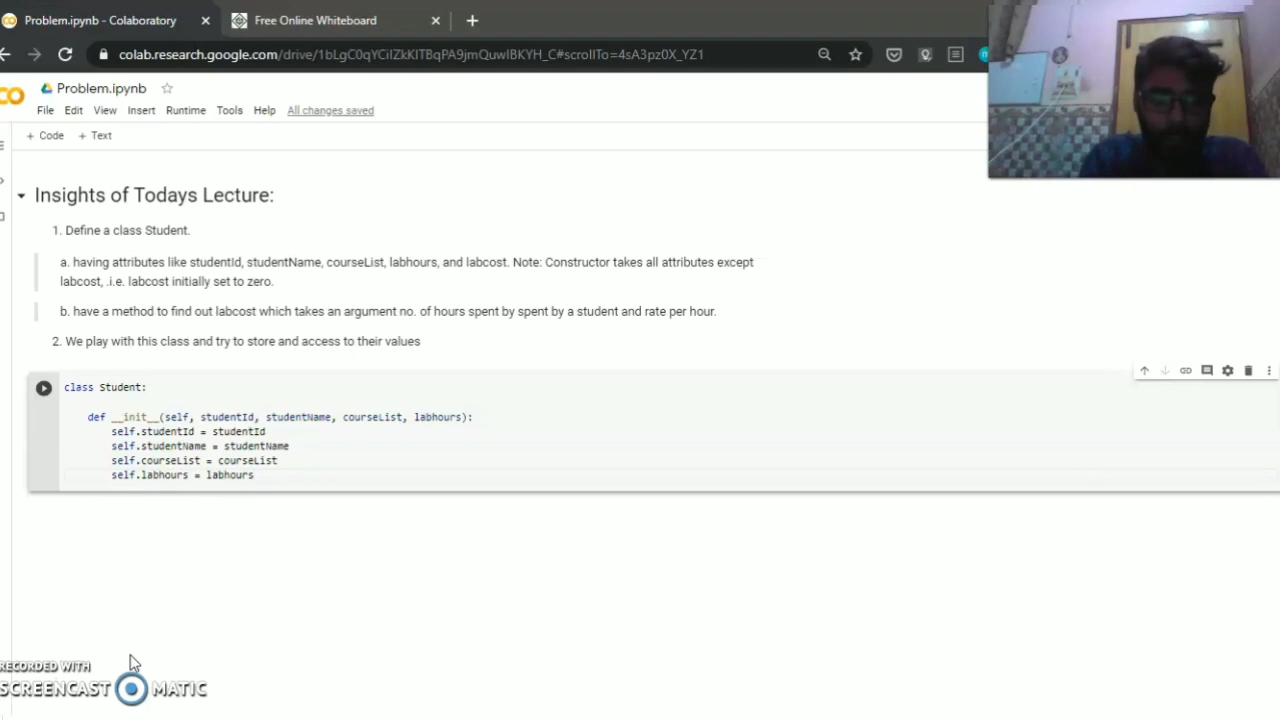 Problem.ipynb - Colaboratory
Free Online Whiteboard
colab.research.google.com/drive/1bLgC0qYCiIZkKITBqPA9jmQuwIBKYH_C#scrollTo=4sA3pz0X_YZ1
Problem.ipynb
File Edit View Insert Runtime Tools Help All changes saved
+ Code + Text
Insights of Todays Lecture:
1. Define a class Student.
a. having attributes like studentId, studentName, courseList, labhours, and labcost. Note: Constructor takes all attributes except
labcost, .i.e. labcost initially set to zero.
b. have a method to find out labcost which takes an argument no. of hours spent by spent by a student and rate per hour.
2. We play with this class and try to store and access to their values
class Student:
def __init__(self, studentId, studentName, courseList, labhours):
self.studentId = studentId
self.studentName = studentName
self.courseList = courseList
self.labhours = labhours
RECORDED WITH
SCREENCAST MATIC